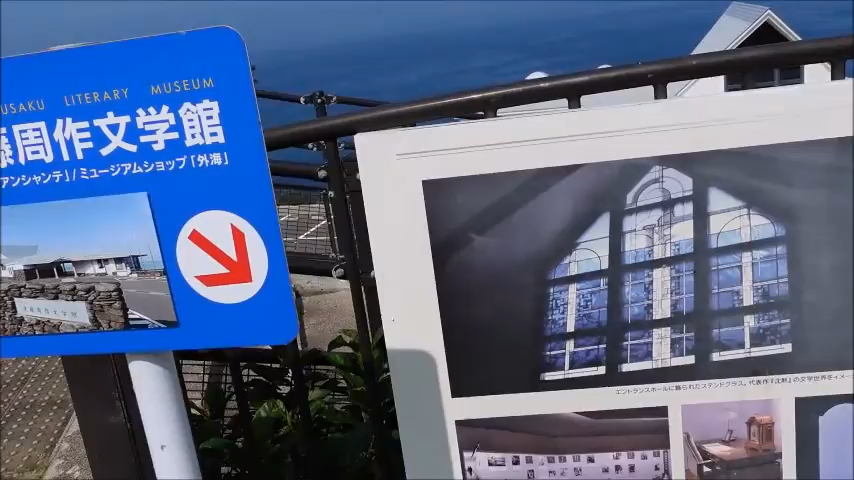 USAKU LITERARY MUSEUM
藤周作文学館
アンシャンテ」/ミュージアムショップ「外海」
エントランスホールに飾られたステンドグラス。代表作『沈黙』の文学世界をイメ